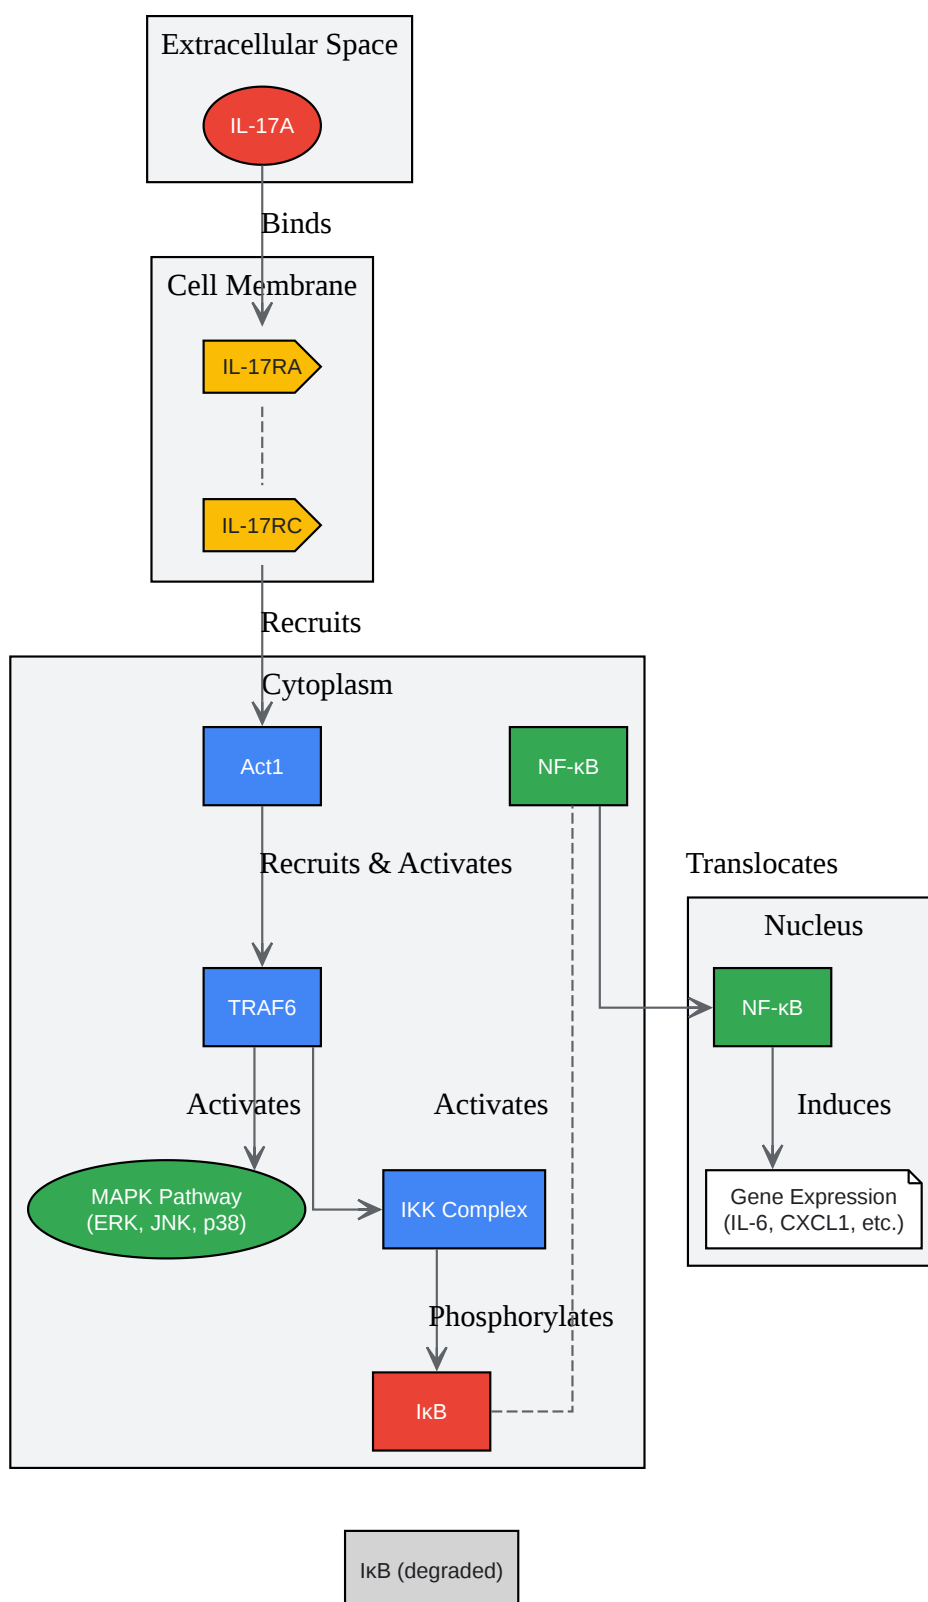 Extracellular Space
IL-17A
Binds
Cell Membrane
IL-17RA
IL-17RC
Recruits
Cytoplasm
Act1
NF-κB
Recruits & Activates
Translocates
Nucleus
TRAF6
NF-κB
Activates
Activates
Induces
MAPK Pathway
(ERK, JNK, p38)
IKK Complex
Gene Expression
(IL-6, CXCL1, etc.)
Phosphorylates
IκB
IκB (degraded)